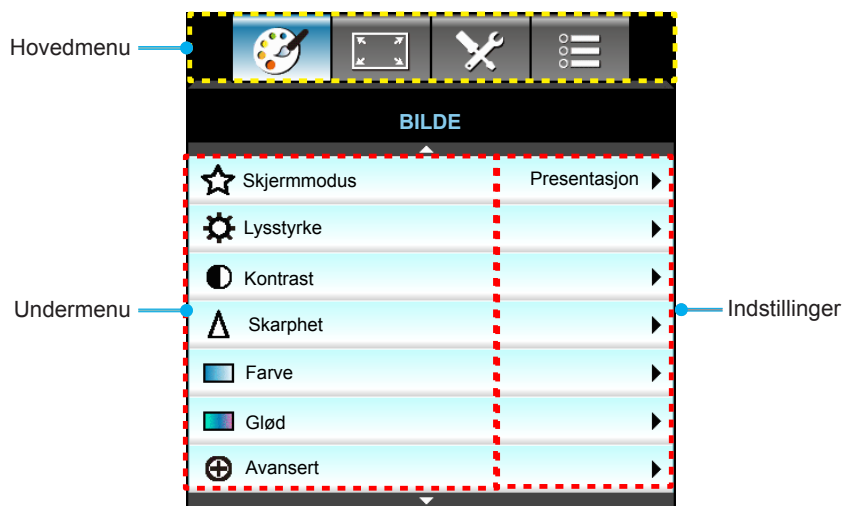 Hovedmenu
BILDE
Skjermmodus Presentasjon
Lysstyrke
Kontrast
Undermenu
Indstillinger
Skarphet
Farve
Glød
Avansert